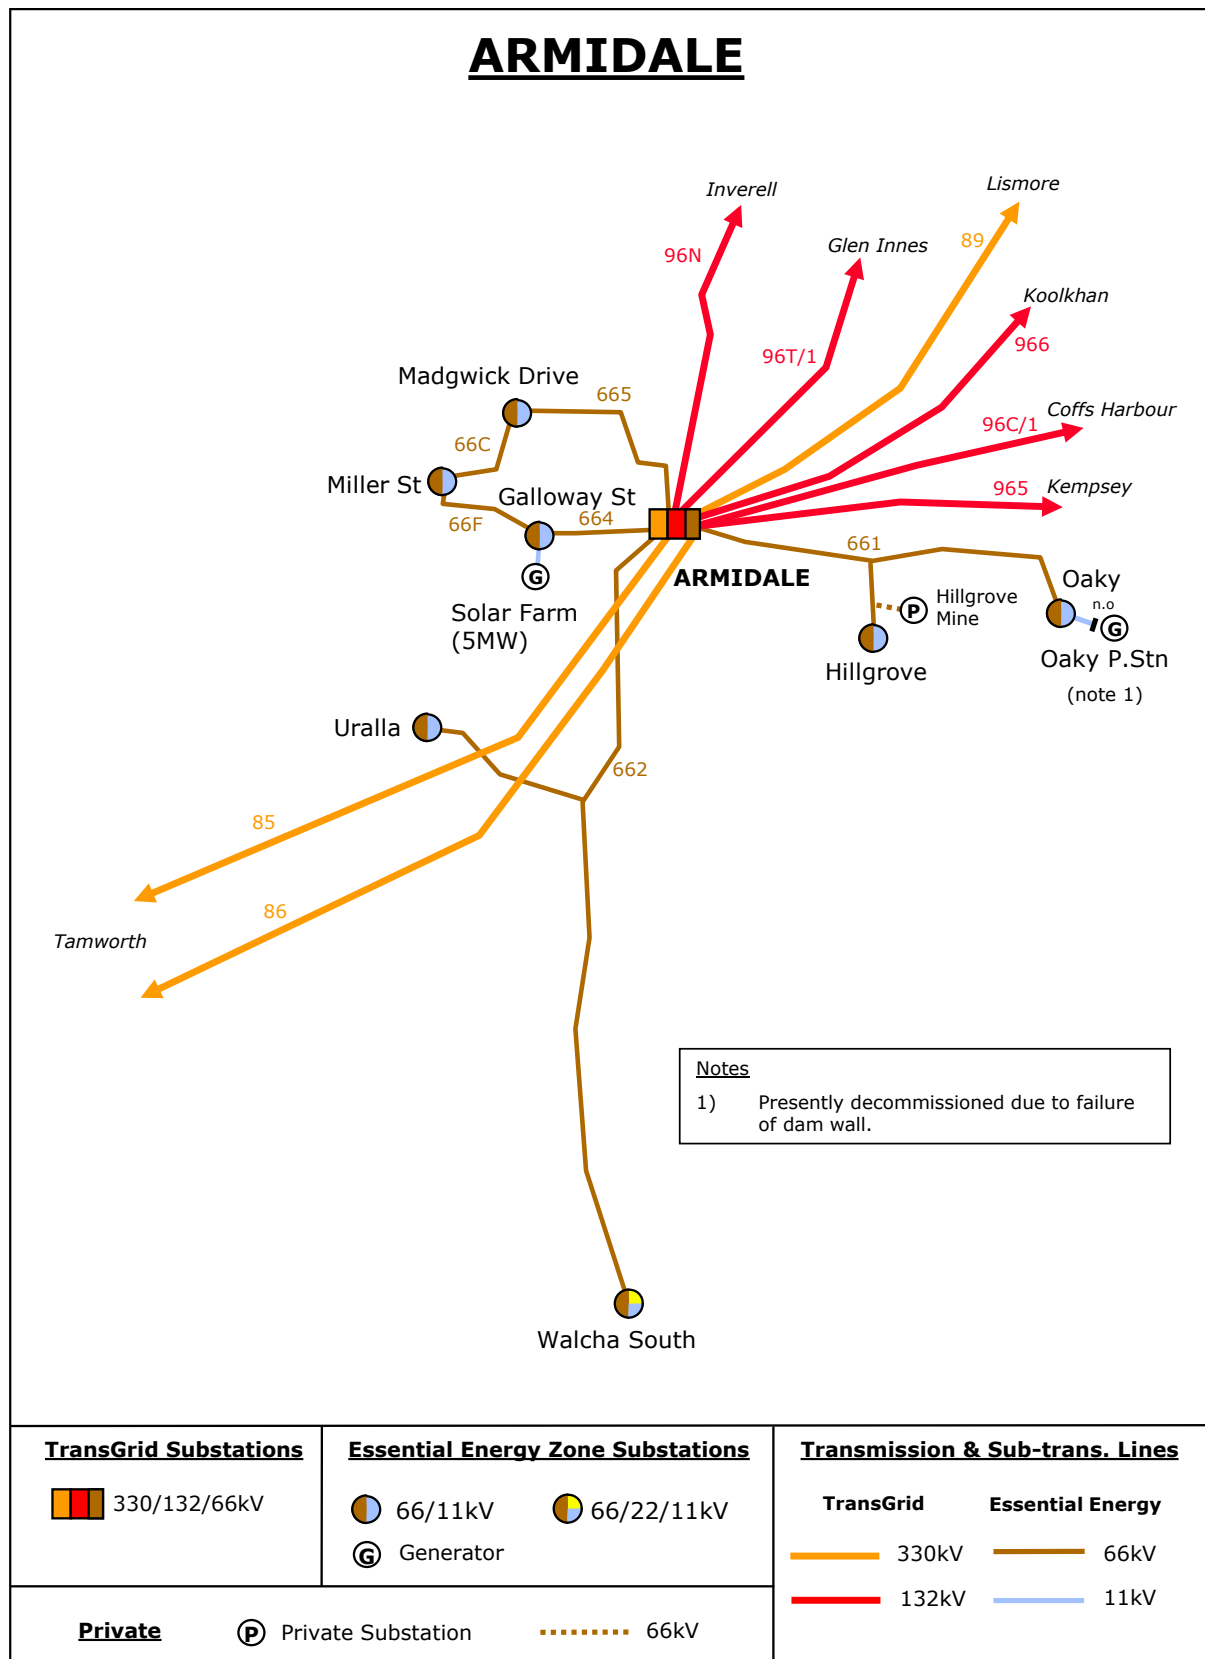 ARMIDALE
Inverell
Lismore
96N
Glen Innes
89
Koolkhan
96T/1
966
Madgwick Drive
665
Coffs Harbour
96C/1
66C
Miller St
Galloway St
965
Kempsey
66F
664
661
ARMIDALE
G
Solar Farm
(5MW)
P
Hillgrove
Mine
Oaky
n.o
G
Hillgrove
Oaky P.Stn
(note 1)
Uralla
662
85
86
Tamworth
Notes
1) Presently decommissioned due to failure
of dam wall.
Walcha South
TransGrid Substations
330/132/66kV
Essential Energy Zone Substations
66/11kV
66/22/11kV
G Generator
Transmission & Sub-trans. Lines
TransGrid
Essential Energy
330kV
66kV
132kV
11kV
Private
P Private Substation
66kV